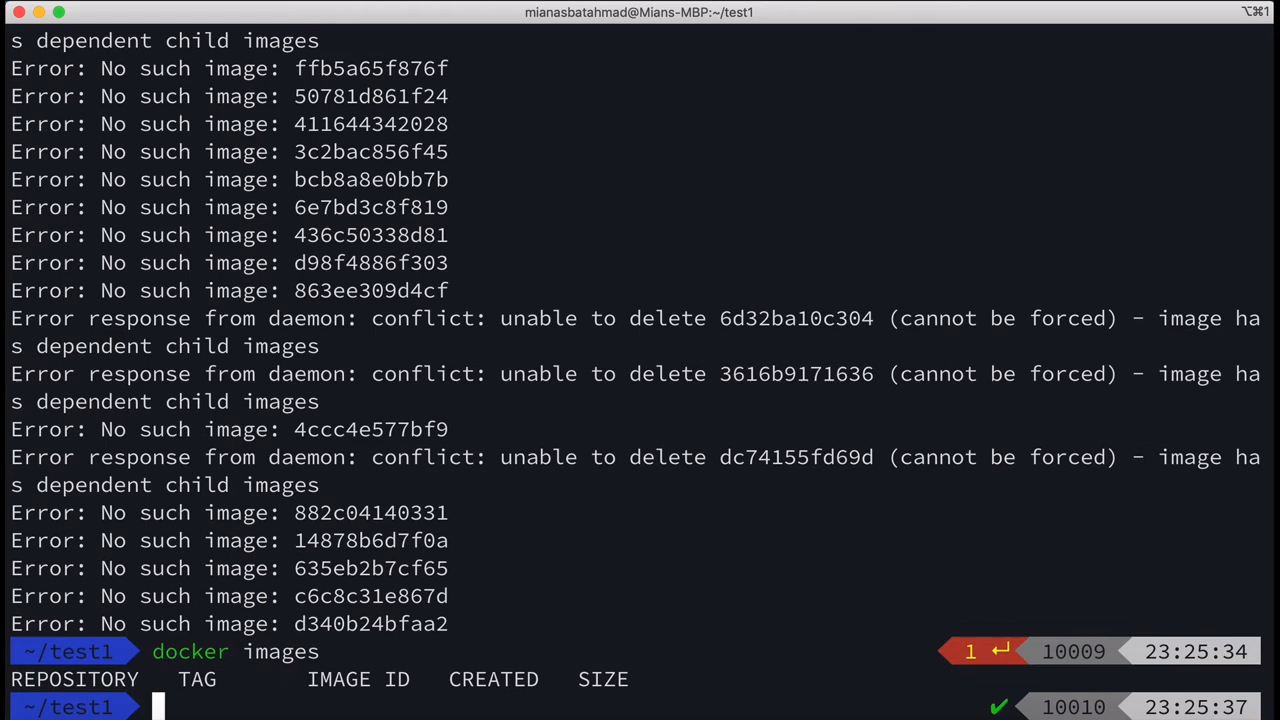 mianasbatahmad@Mians-MBP:~/test1 ⌥⌘1
s dependent child images
Error: No such image: ffb5a65f876f
Error: No such image: 50781d861f24
Error: No such image: 411644342028
Error: No such image: 3c2bac856f45
Error: No such image: bcb8a8e0bb7b
Error: No such image: 6e7bd3c8f819
Error: No such image: 436c50338d81
Error: No such image: d98f4886f303
Error: No such image: 863ee309d4cf
Error response from daemon: conflict: unable to delete 6d32ba10c304 (cannot be forced) - image ha
s dependent child images
Error response from daemon: conflict: unable to delete 3616b9171636 (cannot be forced) - image ha
s dependent child images
Error: No such image: 4ccc4e577bf9
Error response from daemon: conflict: unable to delete dc74155fd69d (cannot be forced) - image ha
s dependent child images
Error: No such image: 882c04140331
Error: No such image: 14878b6d7f0a
Error: No such image: 635eb2b7cf65
Error: No such image: c6c8c31e867d
Error: No such image: d340b24bfaa2
~/test1 docker images 1 ↵ 10009 23:25:34
REPOSITORY TAG IMAGE ID CREATED SIZE
~/test1 ✔ 10010 23:25:37